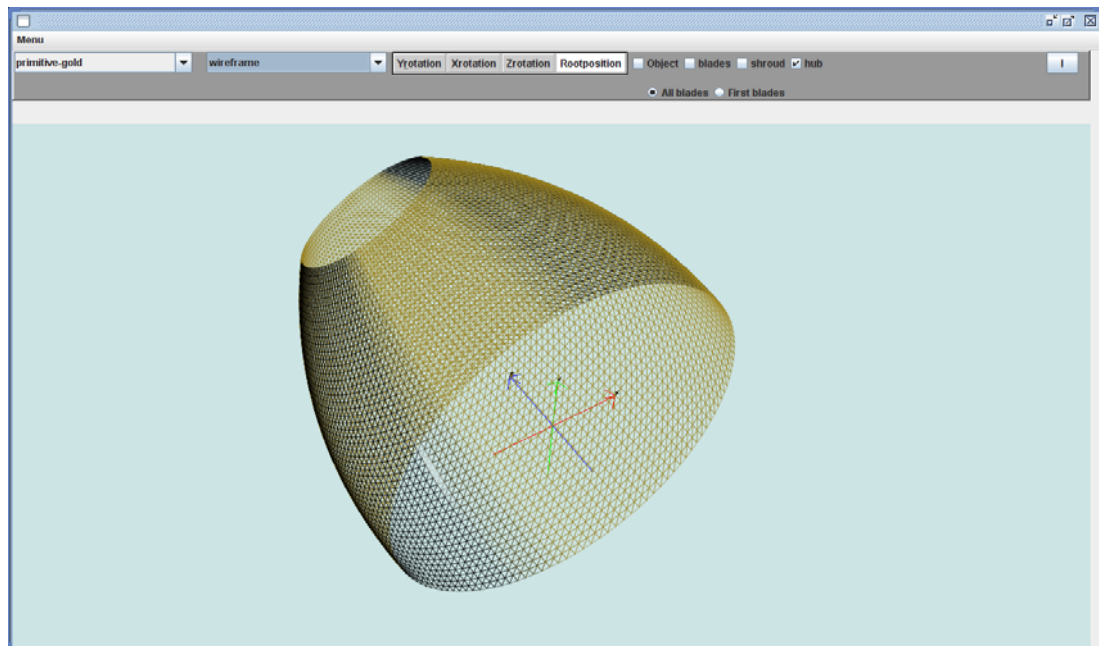 Menu
primitive-gold wireframe Yrotation Xrotation Zrotation Rootposition Object blades shroud hub I
All blades First blades